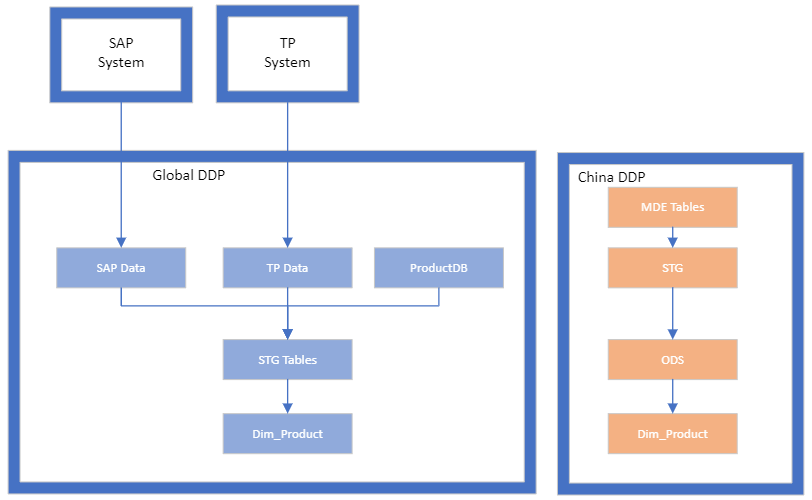 SAP
System
TP
System
Global DDP
SAP Data
TP Data
ProductDB
STG Tables
Dim_Product
China DDP
MDE Tables
STG
ODS
Dim_Product